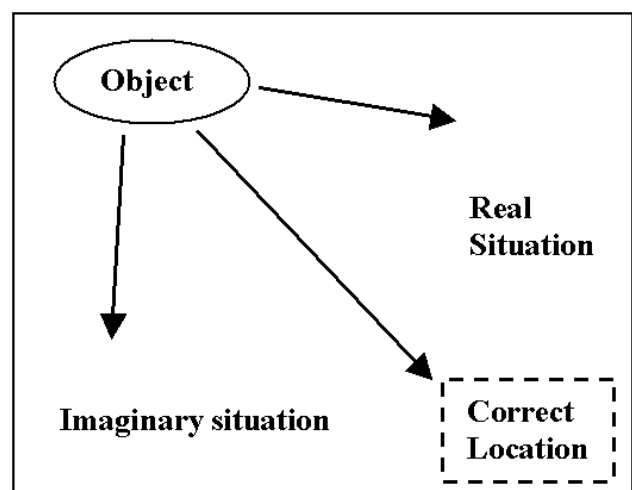 Object
Real
Situation
Imaginary situation
Correct
Location